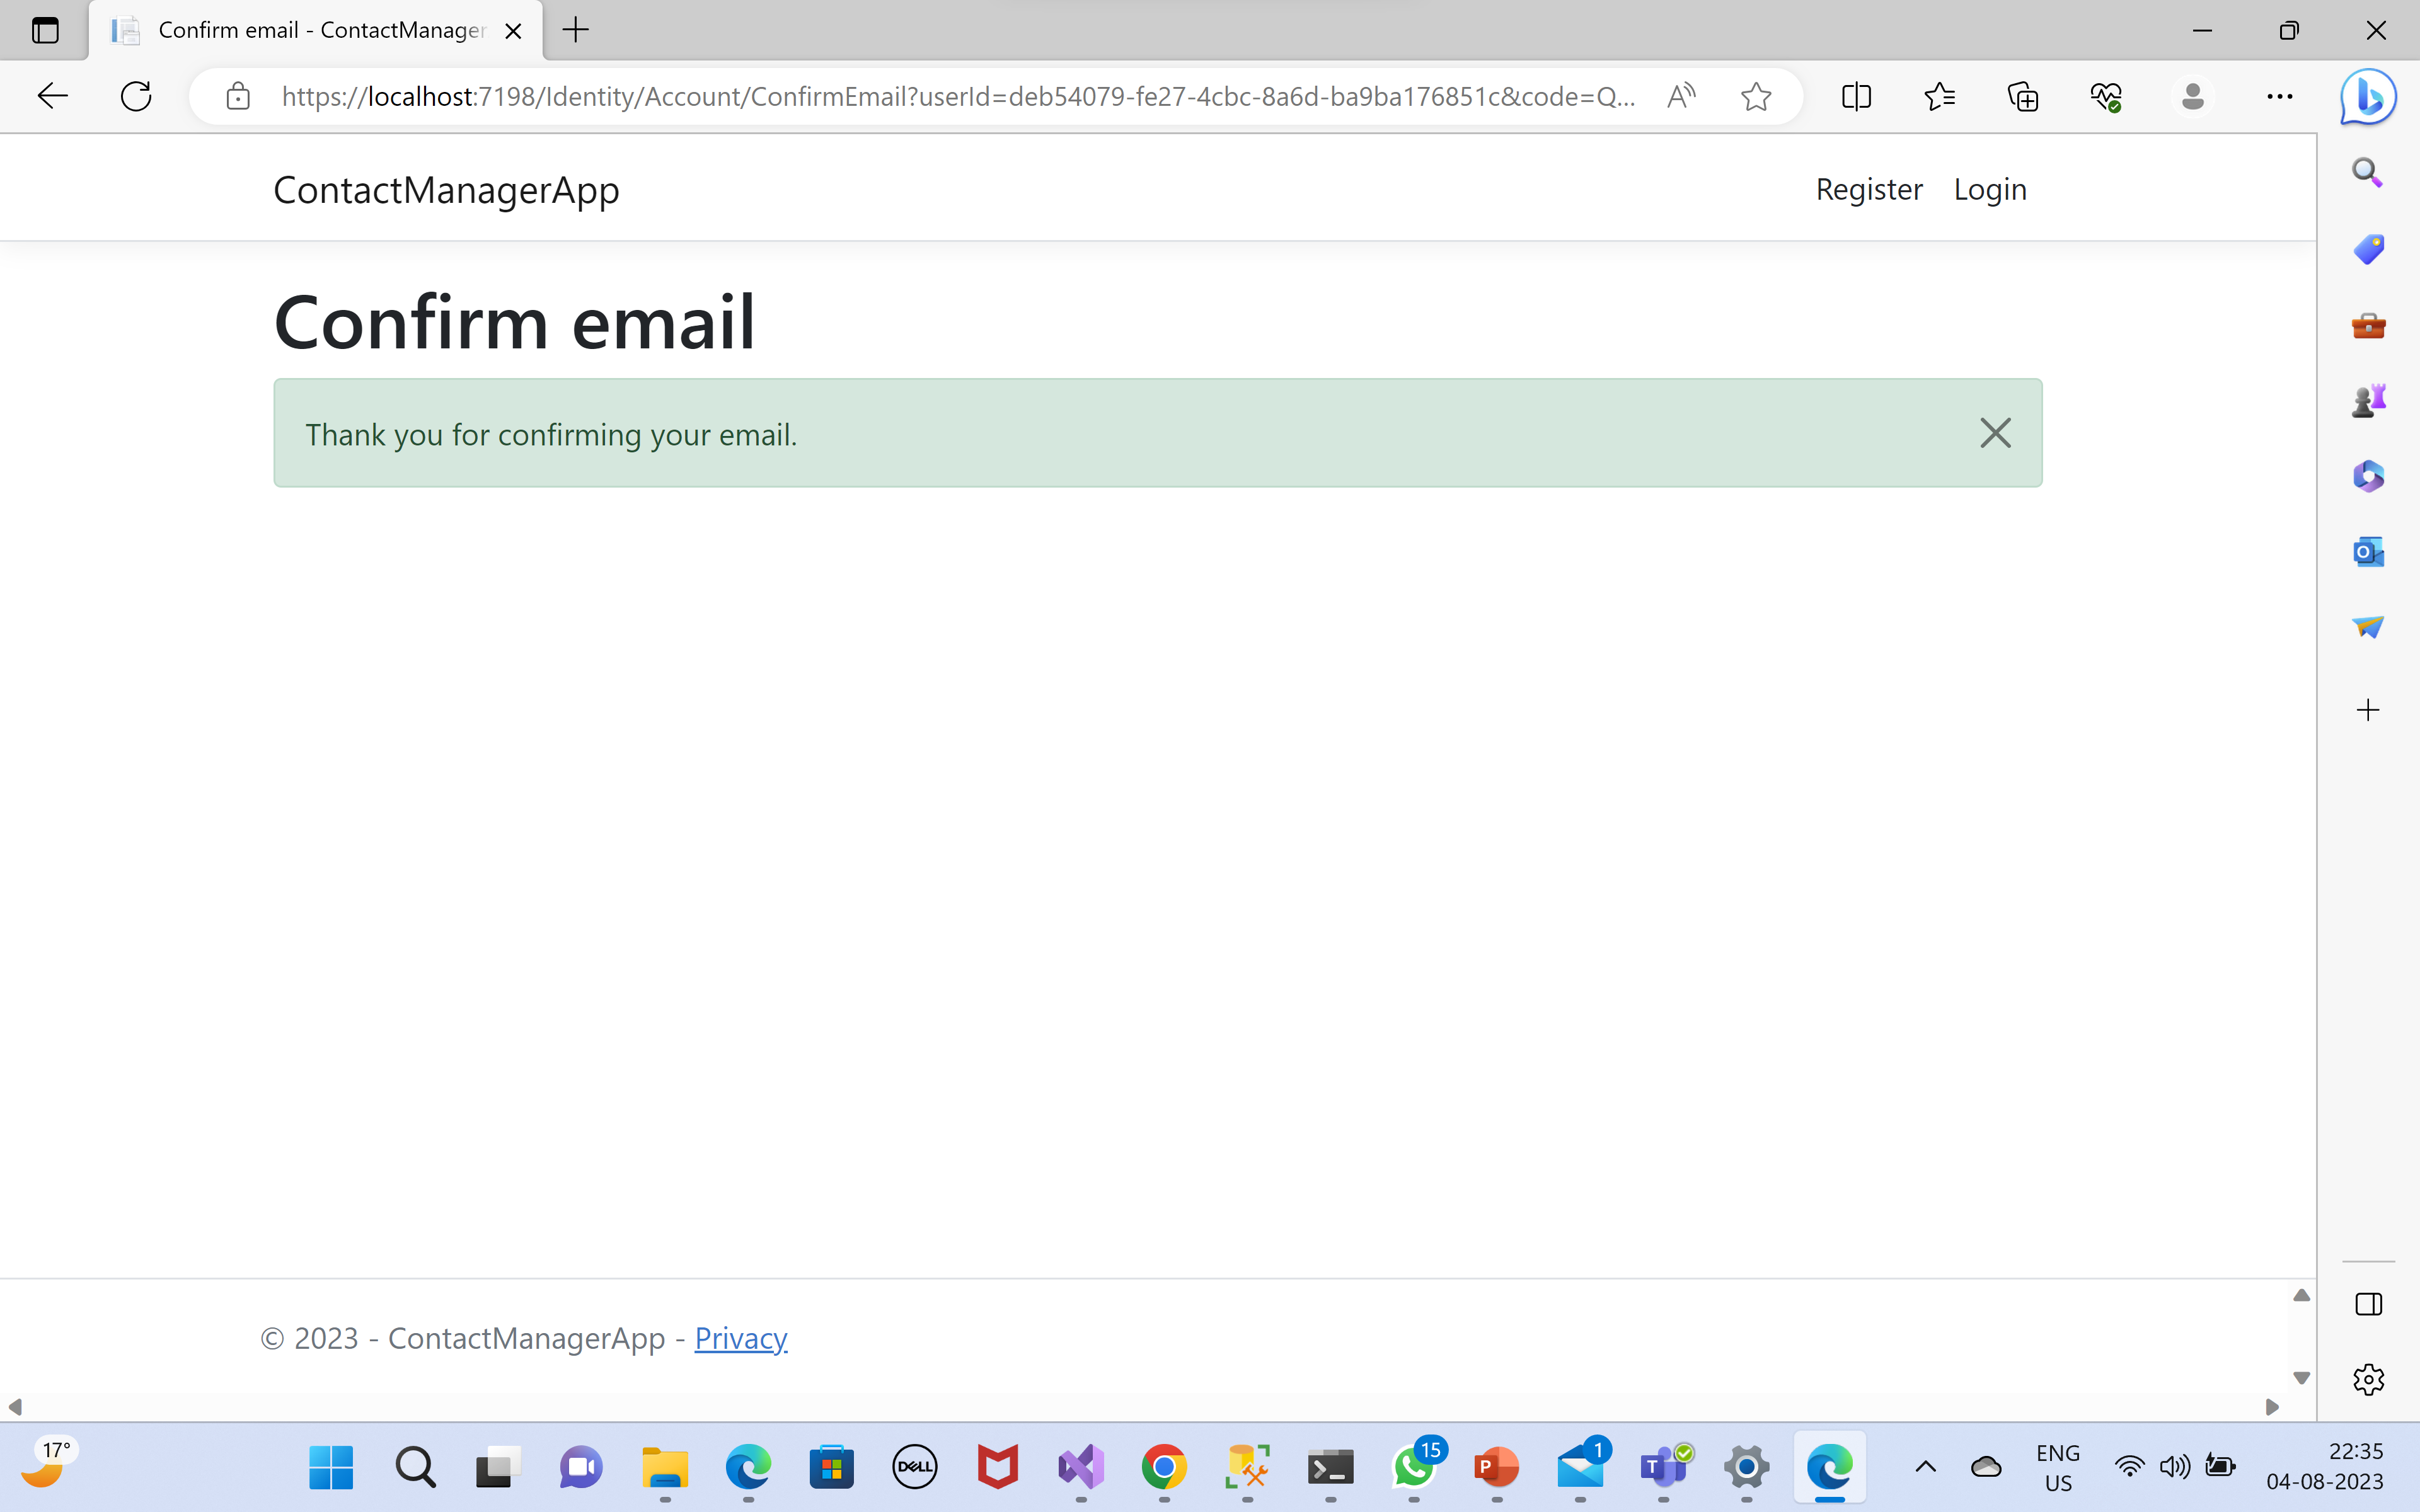 Confirm email - ContactManager
https://localhost:7198/Identity/Account/ConfirmEmail?userId=deb54079-fe27-4cbc-8a6d-ba9ba176851c&code=Q...
ContactManagerApp
Register Login
Confirm email
Thank you for confirming your email.
© 2023 - ContactManagerApp - Privacy
17°
DELL
15
P
1
T
ENG
US
22:35
04-08-2023